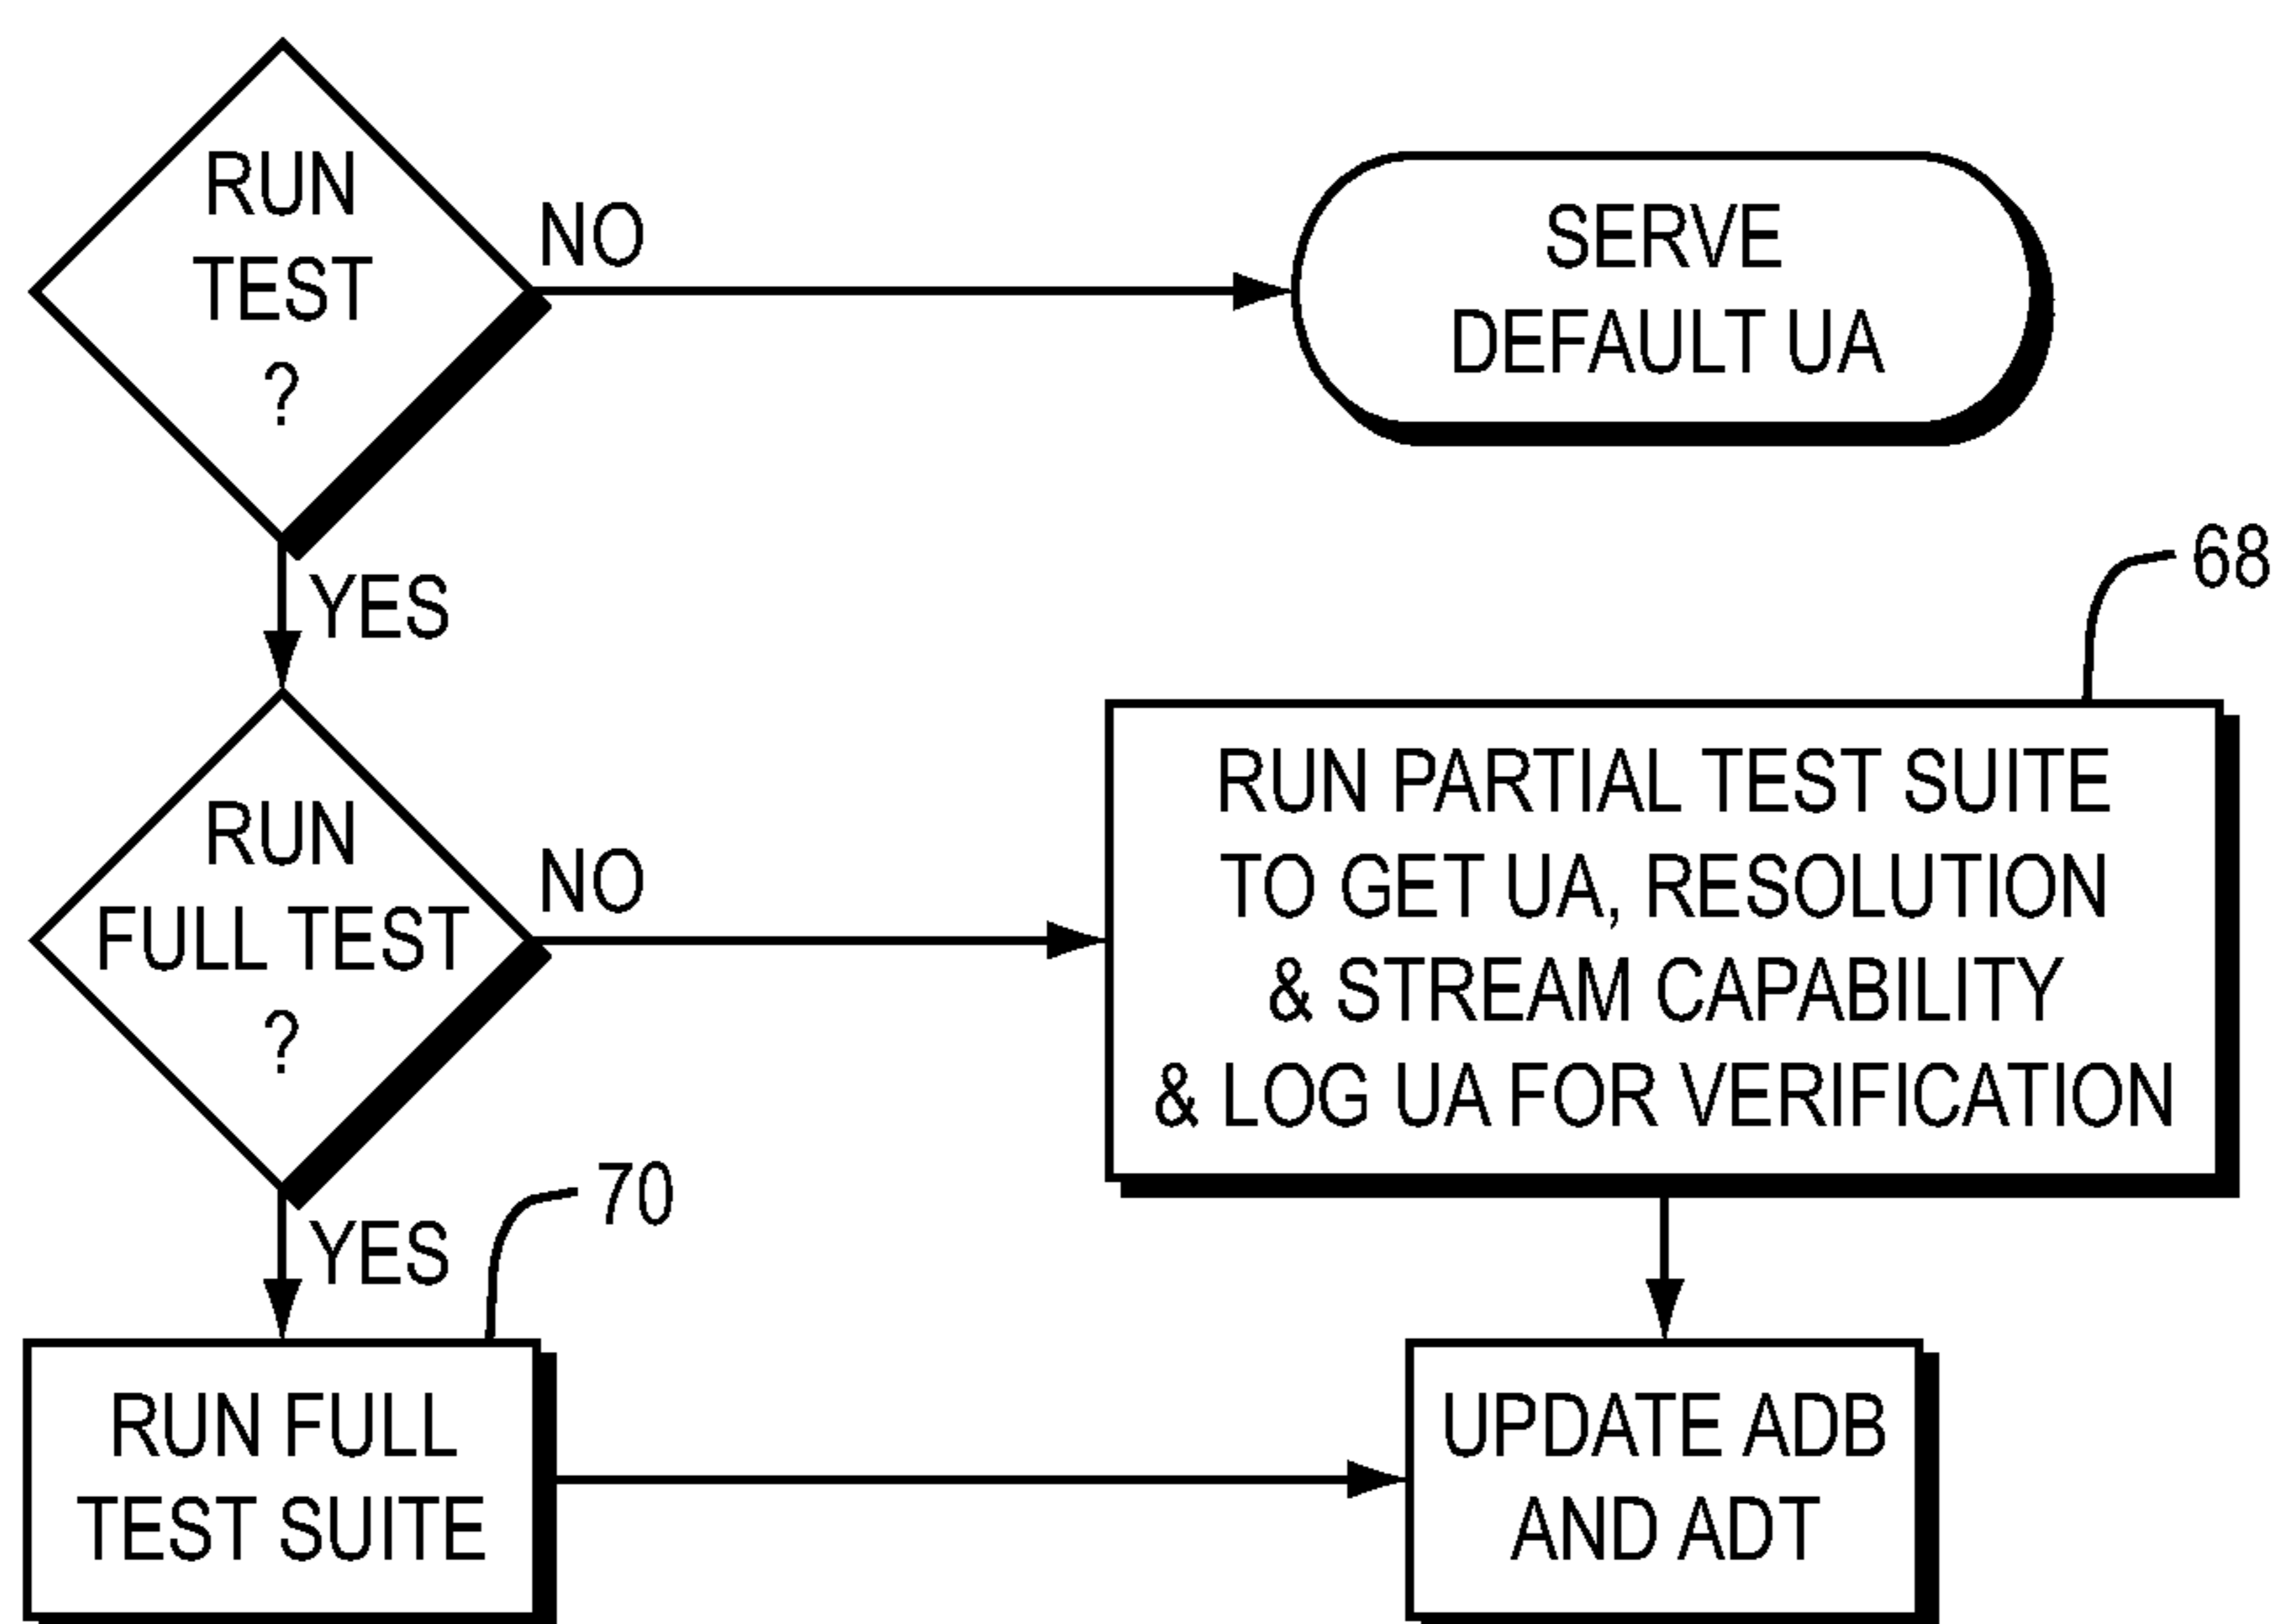 RUN
TEST
?
NO
SERVE
DEFAULT UA
YES
68
RUN
FULL TEST
?
NO
RUN PARTIAL TEST SUITE
TO GET UA, RESOLUTION
& STREAM CAPABILITY
& LOG UA FOR VERIFICATION
YES
70
RUN FULL
TEST SUITE
UPDATE ADB
AND ADT